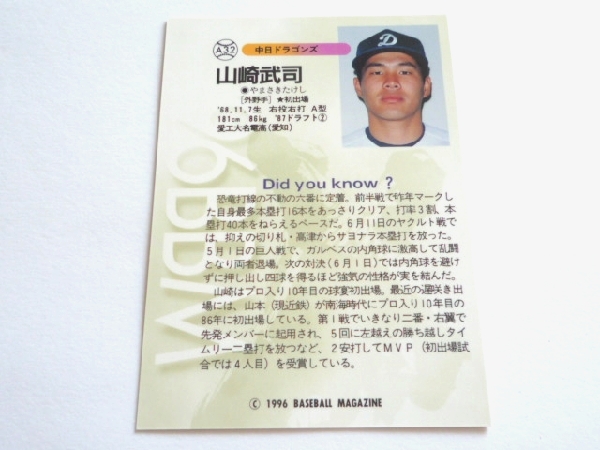 A37
中日ドラゴンズ
山崎武司
●やまさきたけし
[外野手] ★初出場
'68.11.7生 右投右打 A型
181cm 86kg '87ドラフト②
愛工大名電高(愛知)
D
Did you know ?
恐竜打線の不動の六番に定着。前半戦で昨年マークし
た自身最多本塁打16本をあっさりクリア、打率3割、本
塁打40本をねらえるペースだ。6月11日のヤクルト戦で
は、抑えの切り札・高津からサヨナラ本塁打を放った。
5月1日の巨人戦で、ガルベスの内角球に激高して乱闘
となり両者退場。次の対決(6月1日)では内角球を避け
ずに押し出し四球を得るほど強気の性格が実を結んだ。
山崎はプロ入り10年目の球宴初出場。最近の遅咲き出
場には、山本(現近鉄)が南海時代にプロ入り10年目の
86年に初出場している。第1戦でいきなり二番・右翼で
先発メンバーに起用され、5回に左越えの勝ち越しタイ
ムリー二塁打を放つなど、2安打してMVP(初出場試
合では4人目)を受賞している。
© 1996 BASEBALL MAGAZINE